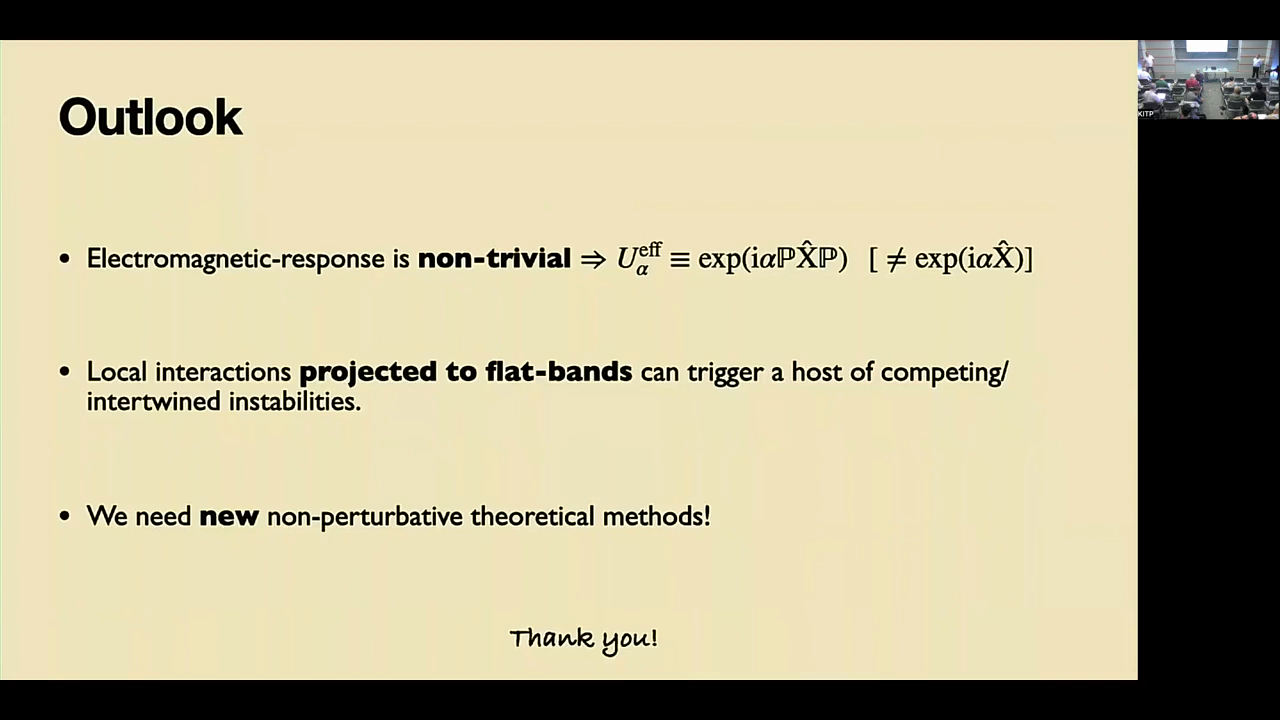 Outlook
• Electromagnetic-response is non-trivial ⇒ U_α^eff ≡ exp(iαℙX̂ℙ) [ ≠ exp(iαX̂)]
• Local interactions projected to flat-bands can trigger a host of competing/
intertwined instabilities.
• We need new non-perturbative theoretical methods!
Thank you!
KITP